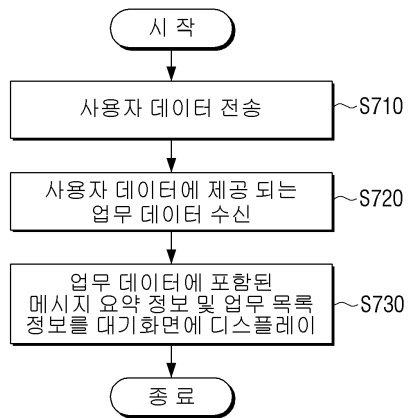 시 작
사용자 데이터 전송
S710
사용자 데이터에 제공 되는
업무 데이터 수신
S720
업무 데이터에 포함된
메시지 요약 정보 및 업무 목록
정보를 대기화면에 디스플레이
S730
종 료